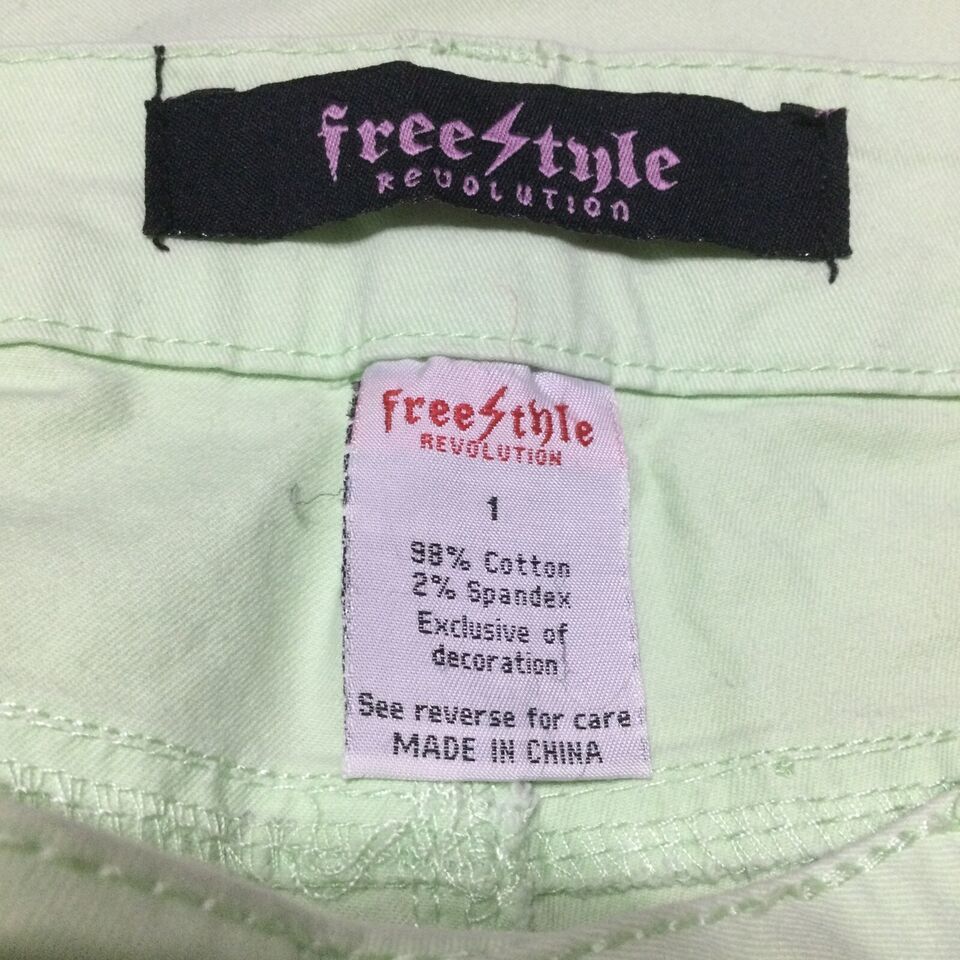 freestyle
REVOLUTION
freestyle
REVOLUTION
1
98% Cotton
2% Spandex
Exclusive of
decoration
See reverse for care
MADE IN CHINA